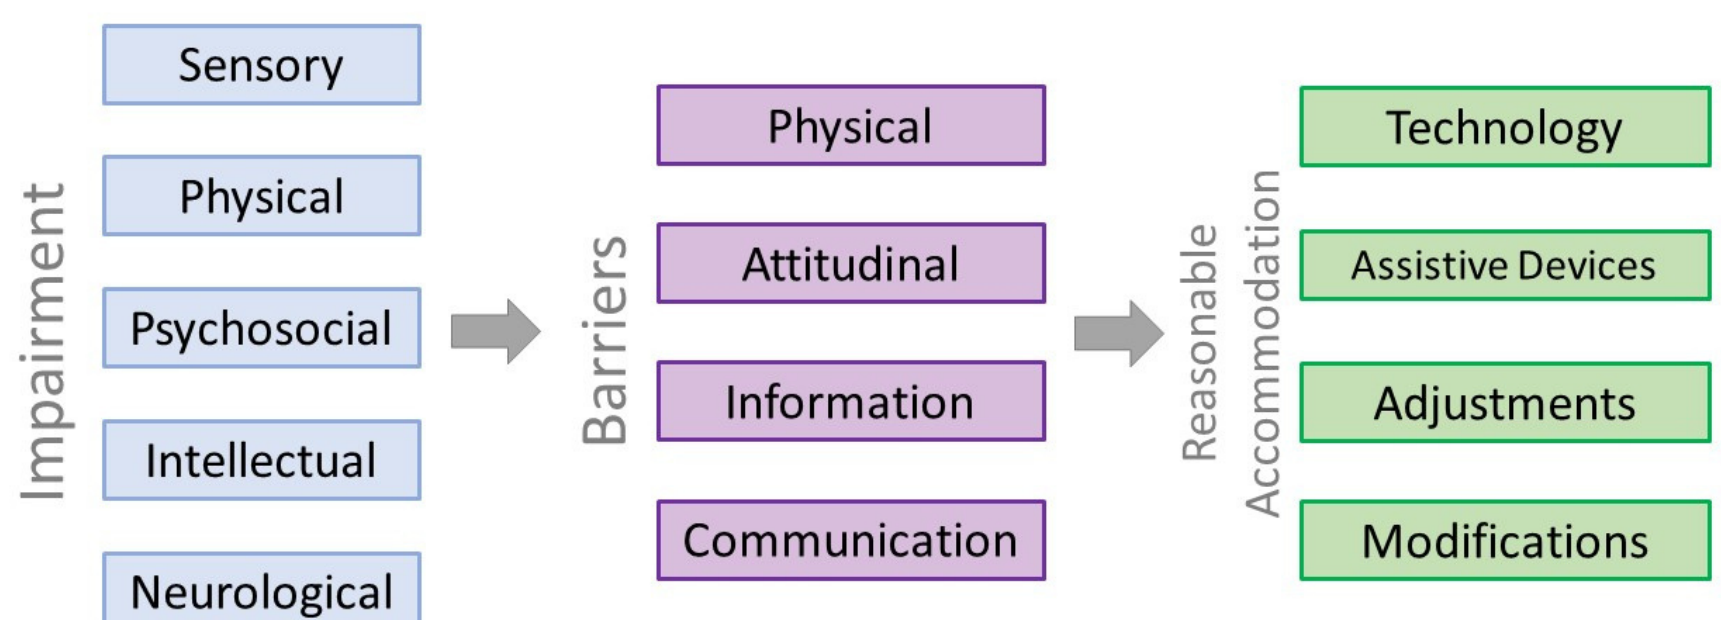 Impairment
Sensory
Physical
Psychosocial
Intellectual
Neurological
Barriers
Physical
Attitudinal
Information
Communication
Reasonable
Accommodation
Technology
Assistive Devices
Adjustments
Modifications